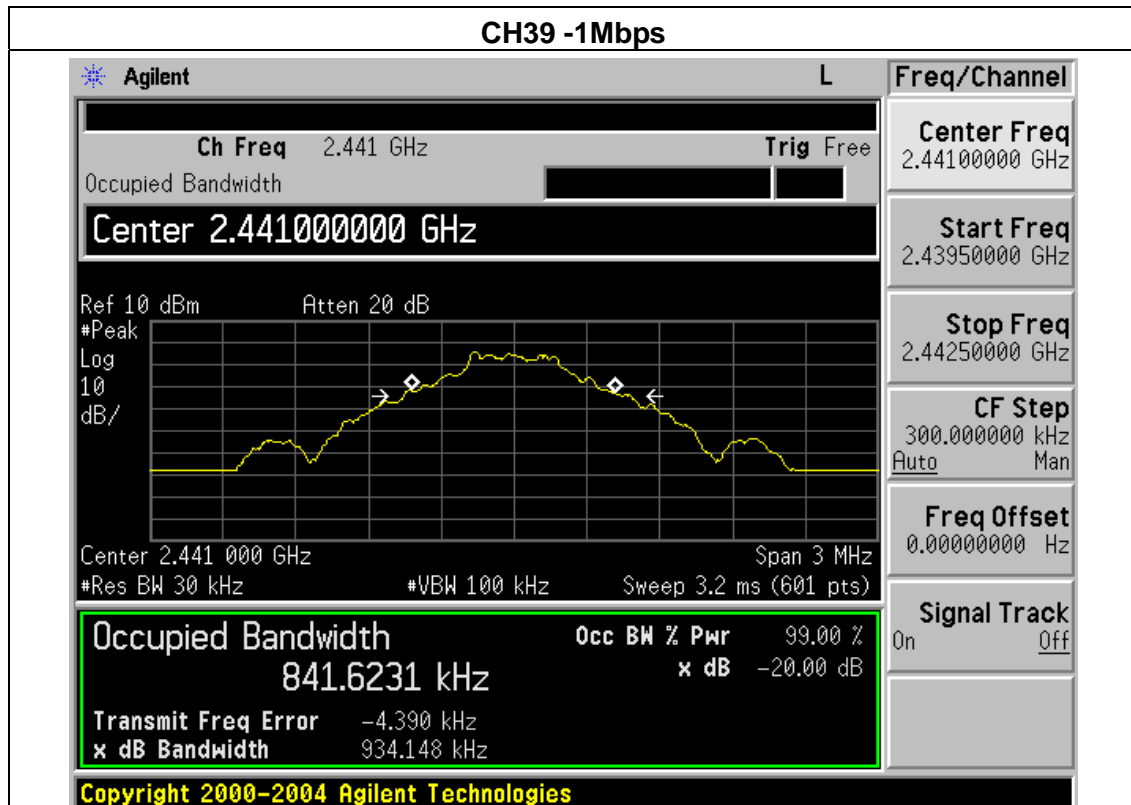 CH39 -1Mbps
Agilent L
Ch Freq 2.441 GHz Trig Free
Occupied Bandwidth
Center 2.441000000 GHz
Ref 10 dBm Atten 20 dB
#Peak
Log
10
dB/
Center 2.441 000 GHz Span 3 MHz
#Res BW 30 kHz #VBW 100 kHz Sweep 3.2 ms (601 pts)
Occupied Bandwidth Occ BW % Pwr 99.00 %
841.6231 kHz x dB -20.00 dB
Transmit Freq Error -4.390 kHz
x dB Bandwidth 934.148 kHz
Copyright 2000-2004 Agilent Technologies
Freq/Channel
Center Freq
2.44100000 GHz
Start Freq
2.43950000 GHz
Stop Freq
2.44250000 GHz
CF Step
300.000000 kHz
Auto Man
Freq Offset
0.00000000 Hz
Signal Track
On Off